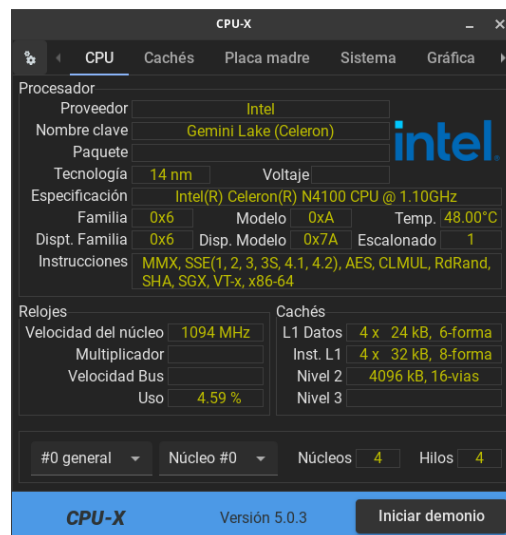 CPU-X
CPU Cachés Placa madre Sistema Gráfica
Procesador
Proveedor Intel
Nombre clave Gemini Lake (Celeron)
Paquete
intel.
Tecnología 14 nm Voltaje
Especificación Intel(R) Celeron(R) N4100 CPU @ 1.10GHz
Familia 0x6 Modelo 0xA Temp. 48.00°C
Dispt. Familia 0x6 Disp. Modelo 0x7A Escalonado 1
Instrucciones MMX, SSE(1, 2, 3, 3S, 4.1, 4.2), AES, CLMUL, RdRand,
SHA, SGX, VT-x, x86-64
Relojes
Velocidad del núcleo 1094 MHz
Multiplicador
Velocidad Bus
Uso 4.59 %
Cachés
L1 Datos 4 x 24 kB, 6-forma
Inst. L1 4 x 32 kB, 8-forma
Nivel 2 4096 kB, 16-vias
Nivel 3
#0 general Núcleo #0 Núcleos 4 Hilos 4
CPU-X Versión 5.0.3 Iniciar demonio